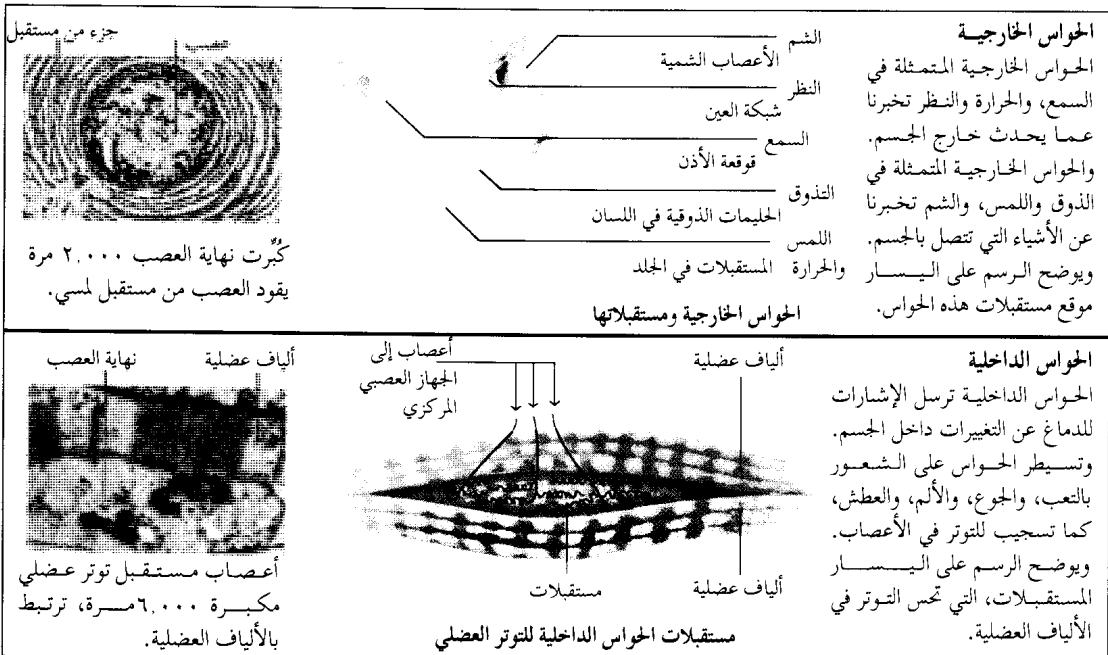 الحواس الخارجية
الحواس الخارجية المتمثلة في
السمع، والحرارة والنظر تخبرنا
عما يحدث خارج الجسم.
والحواس الخارجية المتمثلة في
الذوق واللمس، والشم تخبرنا
عن الأشياء التي تتصل بالجسم.
ويوضح الرسم على اليسار
موقع مستقبلات هذه الحواس.
الشم
الأعصاب الشمية
النظر
شبكة العين
السمع
قوقعة الأذن
التذوق
الحليمات الذوقية في اللسان
اللمس
والحرارة المستقبلات في الجلد
الحواس الخارجية ومستقبلاتها
عصب
جزء من مستقبل
كُبِّرت نهاية العصب ٢,٠٠٠ مرة
يقود العصب من مستقبل لمسي.
الحواس الداخلية
الحواس الداخلية ترسل الإشارات
للدماغ عن التغييرات داخل الجسم.
وتسيطر الحواس على الشعور
بالتعب، والجوع، والألم، والعطش،
كما تسجيب للتوتر في الأعصاب.
ويوضح الرسم على اليسار
المستقبلات، التي تحس التوتر في
الألياف العضلية.
ألياف عضلية
أعصاب إلى
الجهاز العصبي
المركزي
ألياف عضلية
مستقبلات
مستقبلات الحواس الداخلية للتوتر العضلي
نهاية العصب
ألياف عضلية
أعصاب مستقبل توتر عضلي
مكبرة ٦,٠٠٠مرة، ترتبط
بالألياف العضلية.